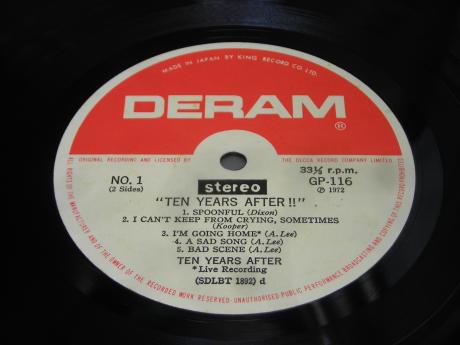 MADE IN JAPAN BY KING RECORD CO. LTD.
DERAM
®
ORIGINAL RECORDING AND LICENSED BY THE DECCA RECORD COMPANY LIMITED.
NO. 1
(2 Sides)
stereo
33⅓ r.p.m.
GP-116
Ⓟ 1972
"TEN YEARS AFTER!!"
1. SPOONFUL (Dixon)
2. I CAN'T KEEP FROM CRYING, SOMETIMES
(Kooper)
3. I'M GOING HOME* (A. Lee)
4. A SAD SONG (A. Lee)
5. BAD SCENE (A. Lee)
TEN YEARS AFTER
*Live Recording
(SDLBT 1892) d
ALL RIGHTS OF THE MANUFACTURER AND OF THE OWNER OF THE RECORDED WORK RESERVED·UNAUTHORISED PUBLIC PERFORMANCE BROADCASTING AND COPYING OF THIS RECORD PROHIBITED